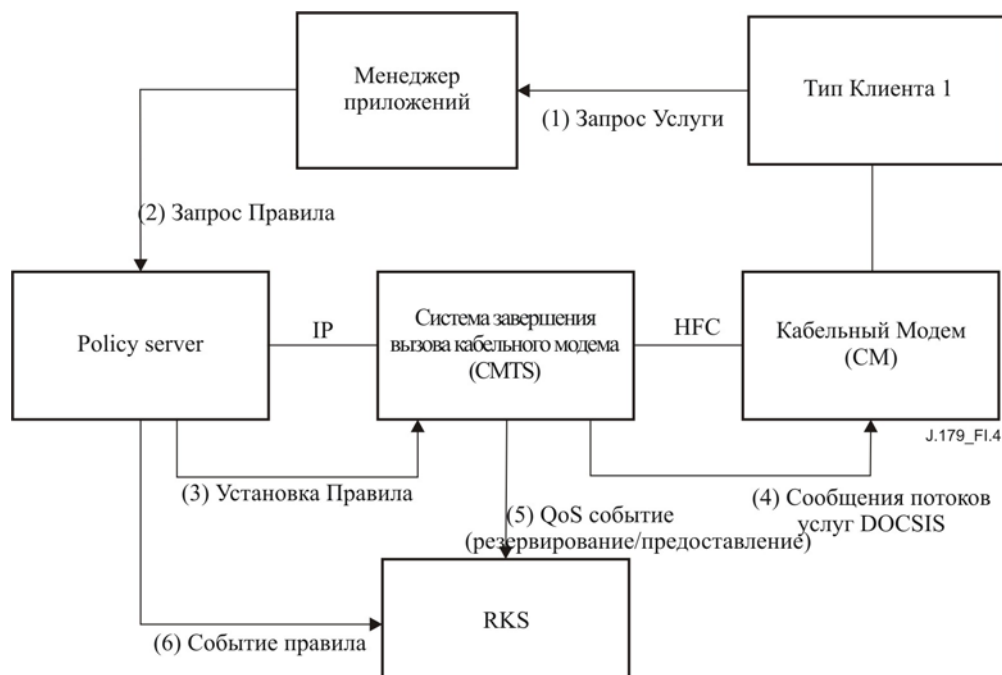 Менеджер
приложений
Тип Клиента 1
(1) Запрос Услуги
(2) Запрос Правила
Policy server
IP
Система завершения
вызова кабельного модема
(CMTS)
HFC
Кабельный Модем
(CM)
J.179_FI.4
(3) Установка Правила
(4) Сообщения потоков
услуг DOCSIS
(5) QoS событие
(резервирование/предоставление)
RKS
(6) Событие правила